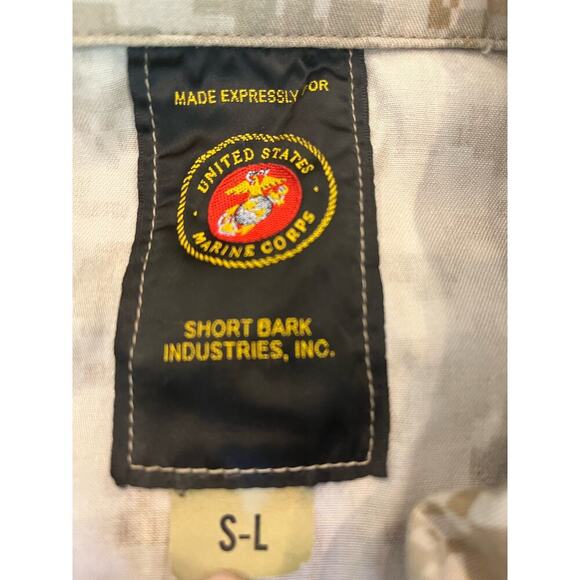 MADE EXPRESSLY FOR
UNITED STATES
MARINE CORPS
SHORT BARK
INDUSTRIES, INC.
S-L